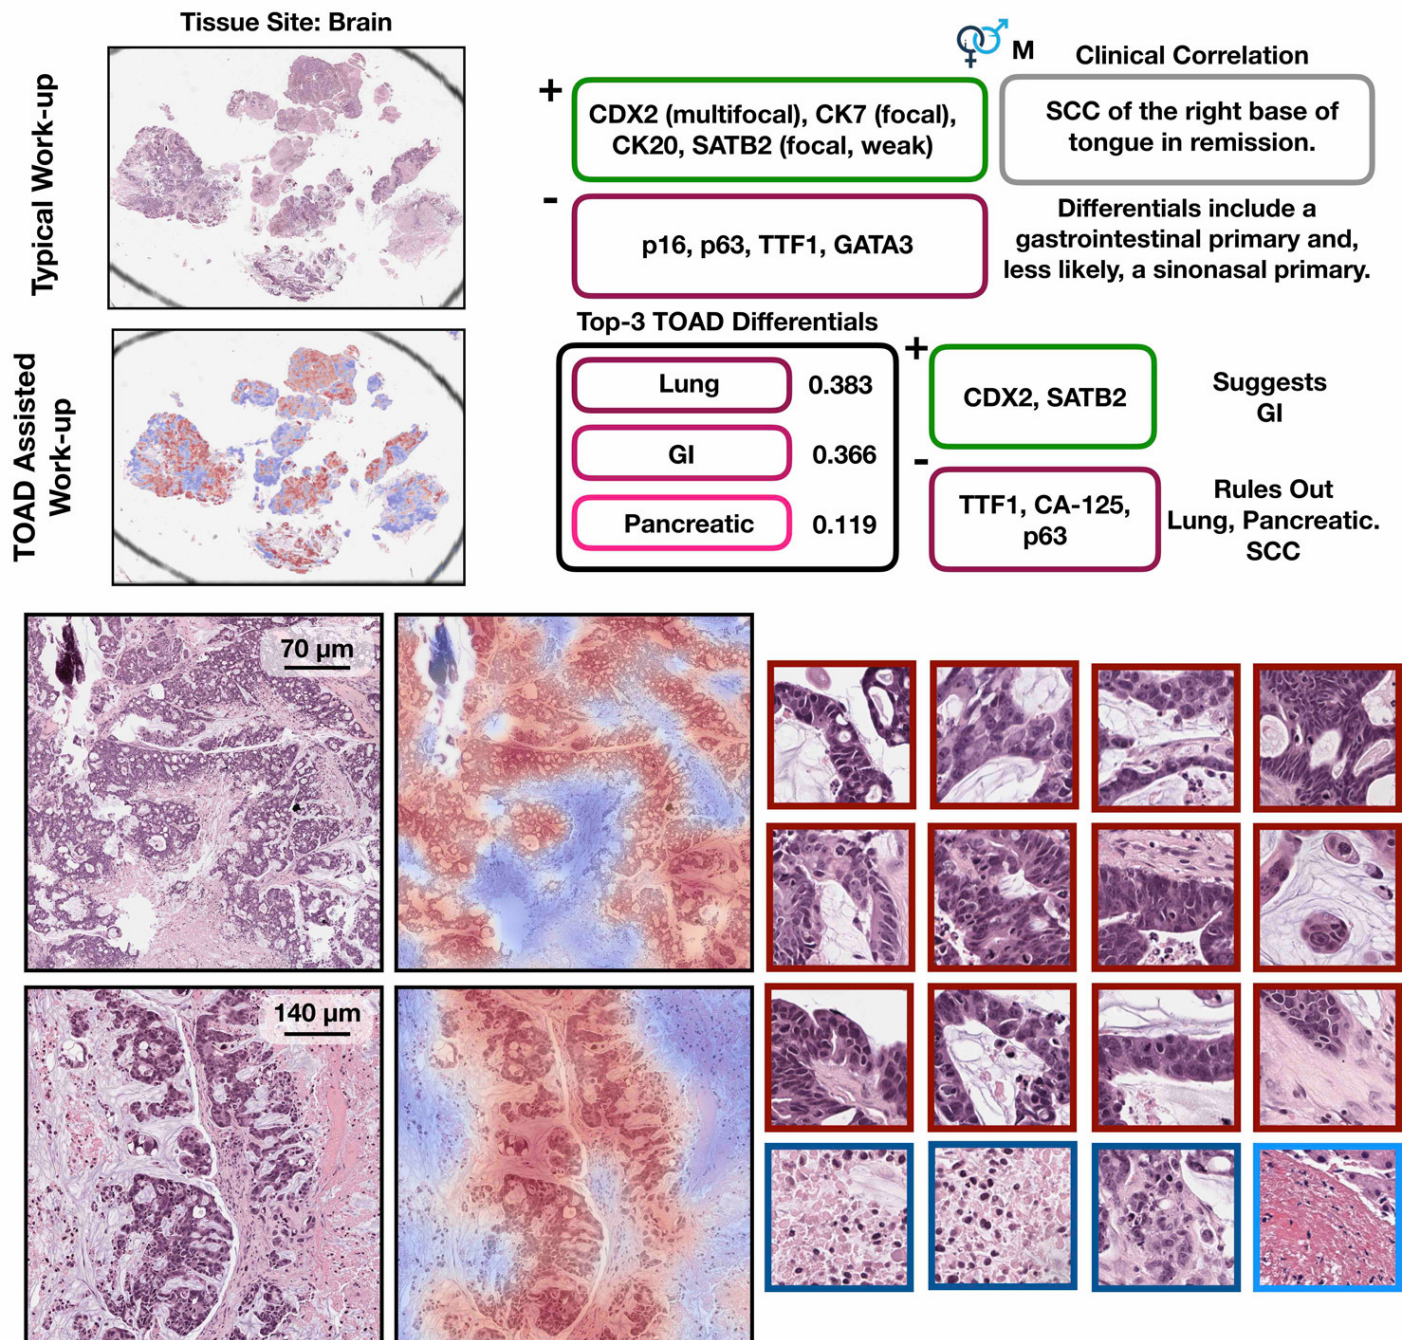 Tissue Site: Brain
Typical Work-up
+
CDX2 (multifocal), CK7 (focal),
CK20, SATB2 (focal, weak)
-
p16, p63, TTF1, GATA3
M
Clinical Correlation
SCC of the right base of
tongue in remission.
Differentials include a
gastrointestinal primary and,
less likely, a sinonasal primary.
TOAD Assisted
Work-up
Top-3 TOAD Differentials
Lung 0.383
GI 0.366
Pancreatic 0.119
+
CDX2, SATB2
Suggests
GI
-
TTF1, CA-125,
p63
Rules Out
Lung, Pancreatic.
SCC
70 µm
140 µm